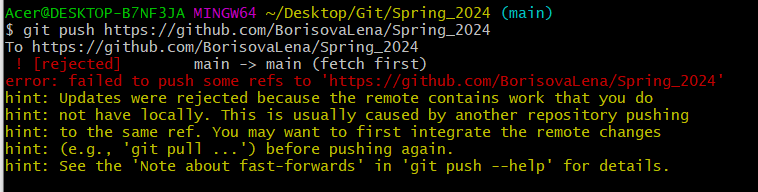 Acer@DESKTOP-B7NF3JA MINGW64 ~/Desktop/Git/Spring_2024 (main)
$ git push https://github.com/BorisovaLena/Spring_2024
To https://github.com/BorisovaLena/Spring_2024
 ! [rejected]        main -> main (fetch first)
error: failed to push some refs to 'https://github.com/BorisovaLena/Spring_2024'
hint: Updates were rejected because the remote contains work that you do
hint: not have locally. This is usually caused by another repository pushing
hint: to the same ref. You may want to first integrate the remote changes
hint: (e.g., 'git pull ...') before pushing again.
hint: See the 'Note about fast-forwards' in 'git push --help' for details.